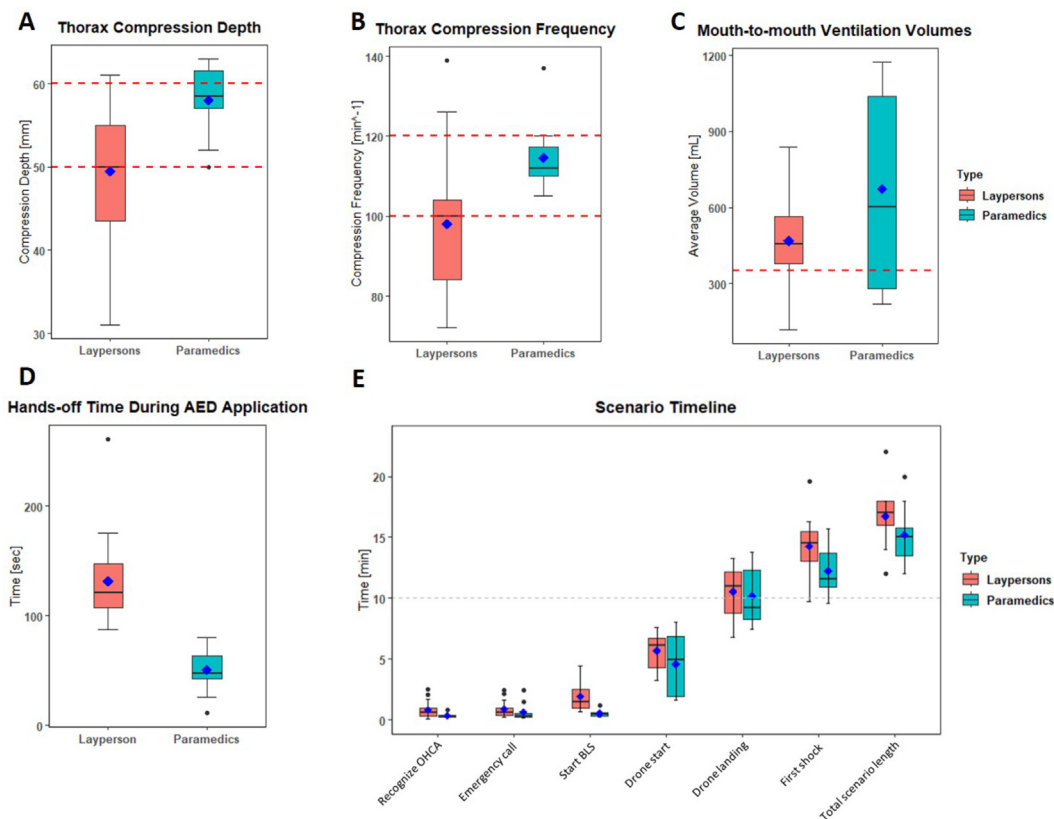 A
Thorax Compression Depth
Compression Depth [mm]
60
50
40
30
Laypersons
Paramedics
B
Thorax Compression Frequency
Compression Frequency [min^-1]
140
120
100
80
Laypersons
Paramedics
C
Mouth-to-mouth Ventilation Volumes
Average Volume [mL]
1200
900
600
300
Laypersons
Paramedics
Type
Laypersons
Paramedics
D
Hands-off Time During AED Application
Time [sec]
200
100
0
Layperson
Paramedics
E
Scenario Timeline
Time [min]
20
15
10
5
0
Recognize OHCA
Emergency call
Start BLS
Drone start
Drone landing
First shock
Total scenario length
Type
Laypersons
Paramedics